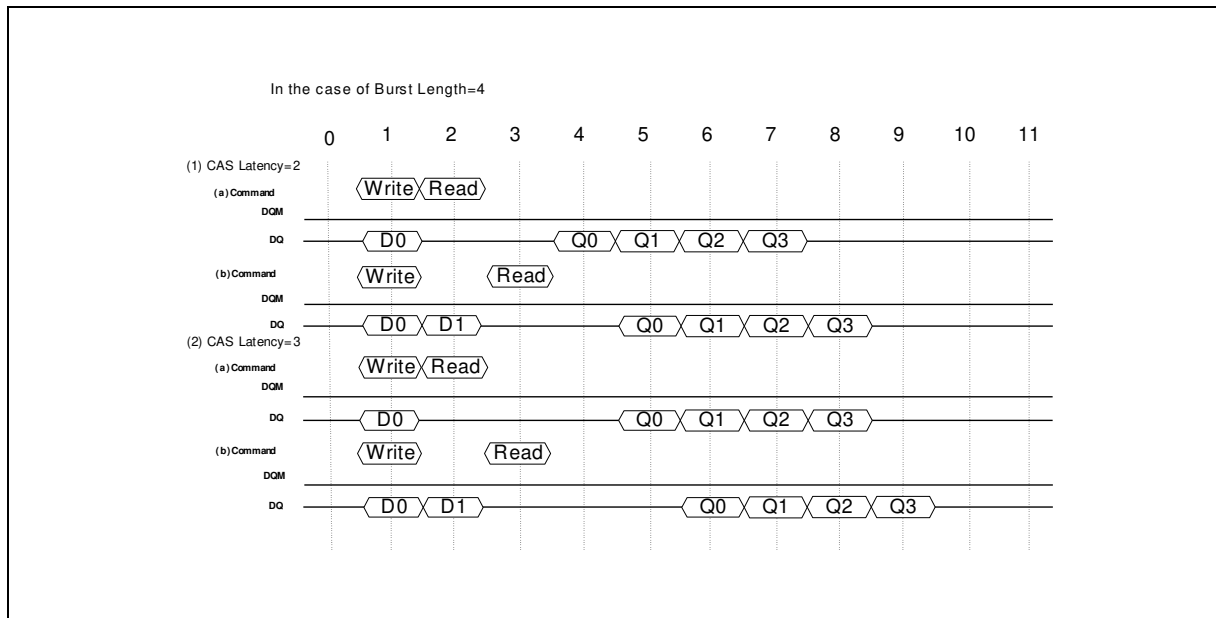 In the case of Burst Length=4
0 1 2 3 4 5 6 7 8 9 10 11
(1) CAS Latency=2
(a)Command Write Read
DQM
DQ D0 Q0 Q1 Q2 Q3
(b)Command Write Read
DQM
DQ D0 D1 Q0 Q1 Q2 Q3
(2) CAS Latency=3
(a)Command Write Read
DQM
DQ D0 Q0 Q1 Q2 Q3
(b)Command Write Read
DQM
DQ D0 D1 Q0 Q1 Q2 Q3